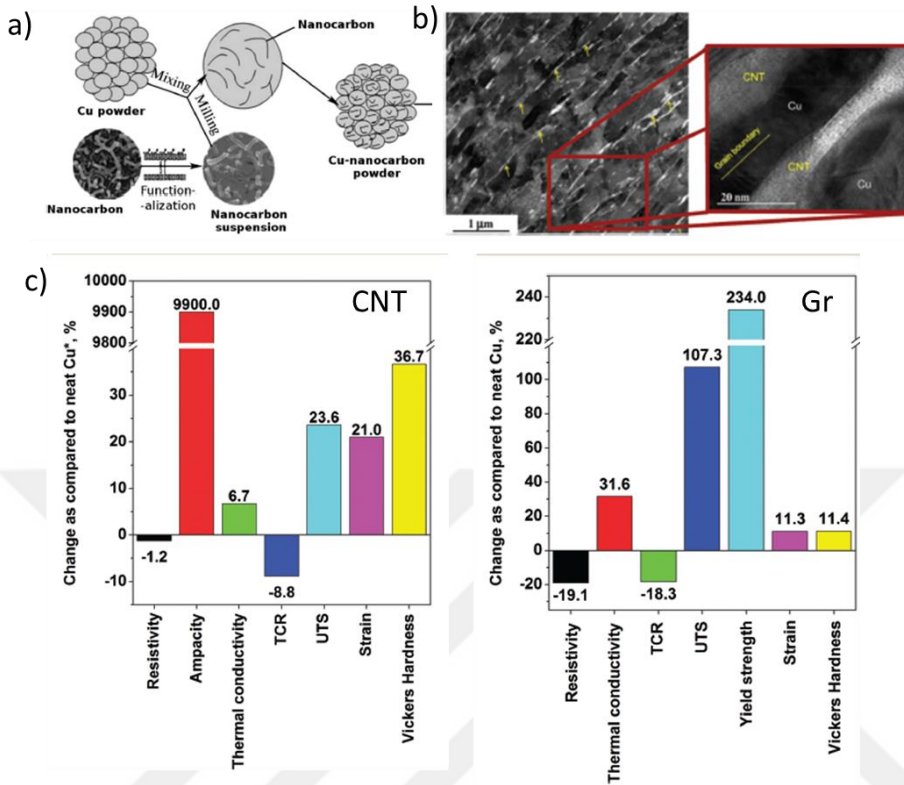 a)
Cu powder
Mixing
Milling
Nanocarbon
Function-
-alization
Nanocarbon
suspension
Nanocarbon
Cu-nanocarbon
powder
b)
1 µm
CNT
Cu
Grain boundary
CNT
Cu
20 nm
c)
CNT
Change as compared to neat Cu*, %
10000
9900
9800
30
20
10
0
-10
-1.2
9900.0
6.7
-8.8
23.6
21.0
36.7
Resistivity
Ampacity
Thermal conductivity
TCR
UTS
Strain
Vickers Hardness
Gr
Change as compared to neat Cu, %
240
220
120
100
80
60
40
20
0
-20
-19.1
31.6
-18.3
107.3
234.0
11.3
11.4
Resistivity
Thermal conductivity
TCR
UTS
Yield strength
Strain
Vickers Hardness